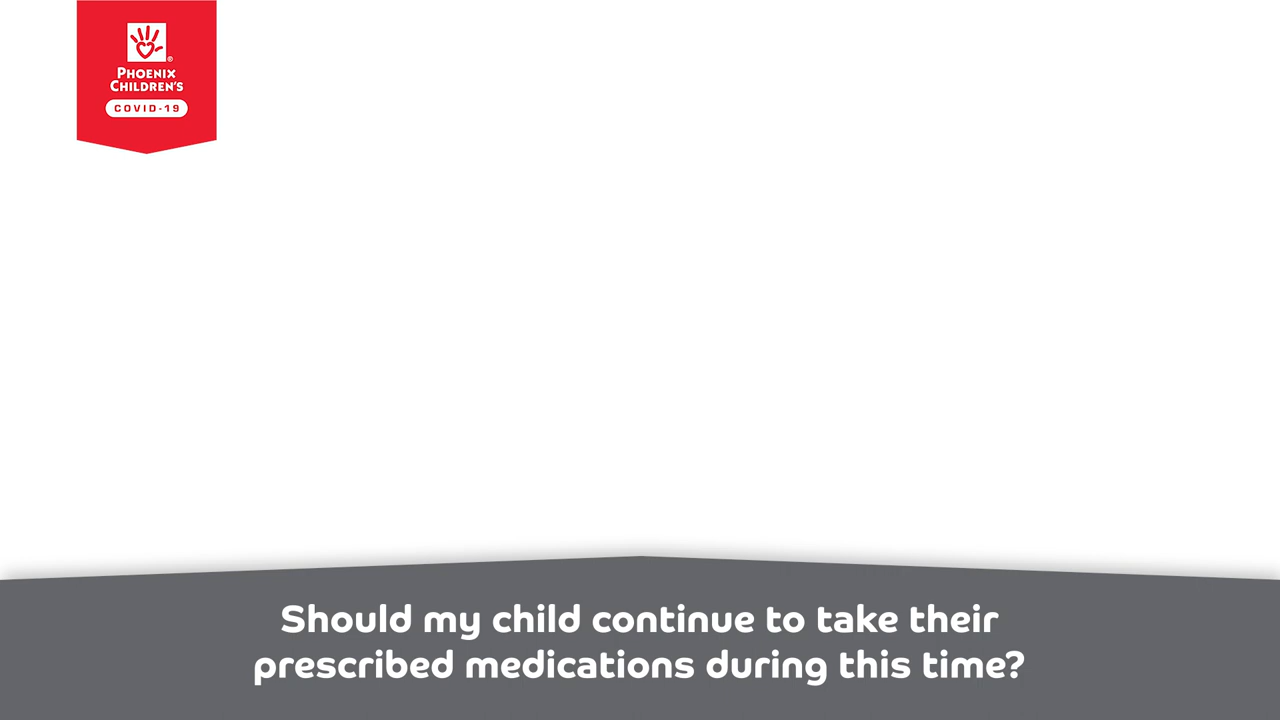 PHOENIX
CHILDREN'S
COVID-19
Should my child continue to take their
prescribed medications during this time?